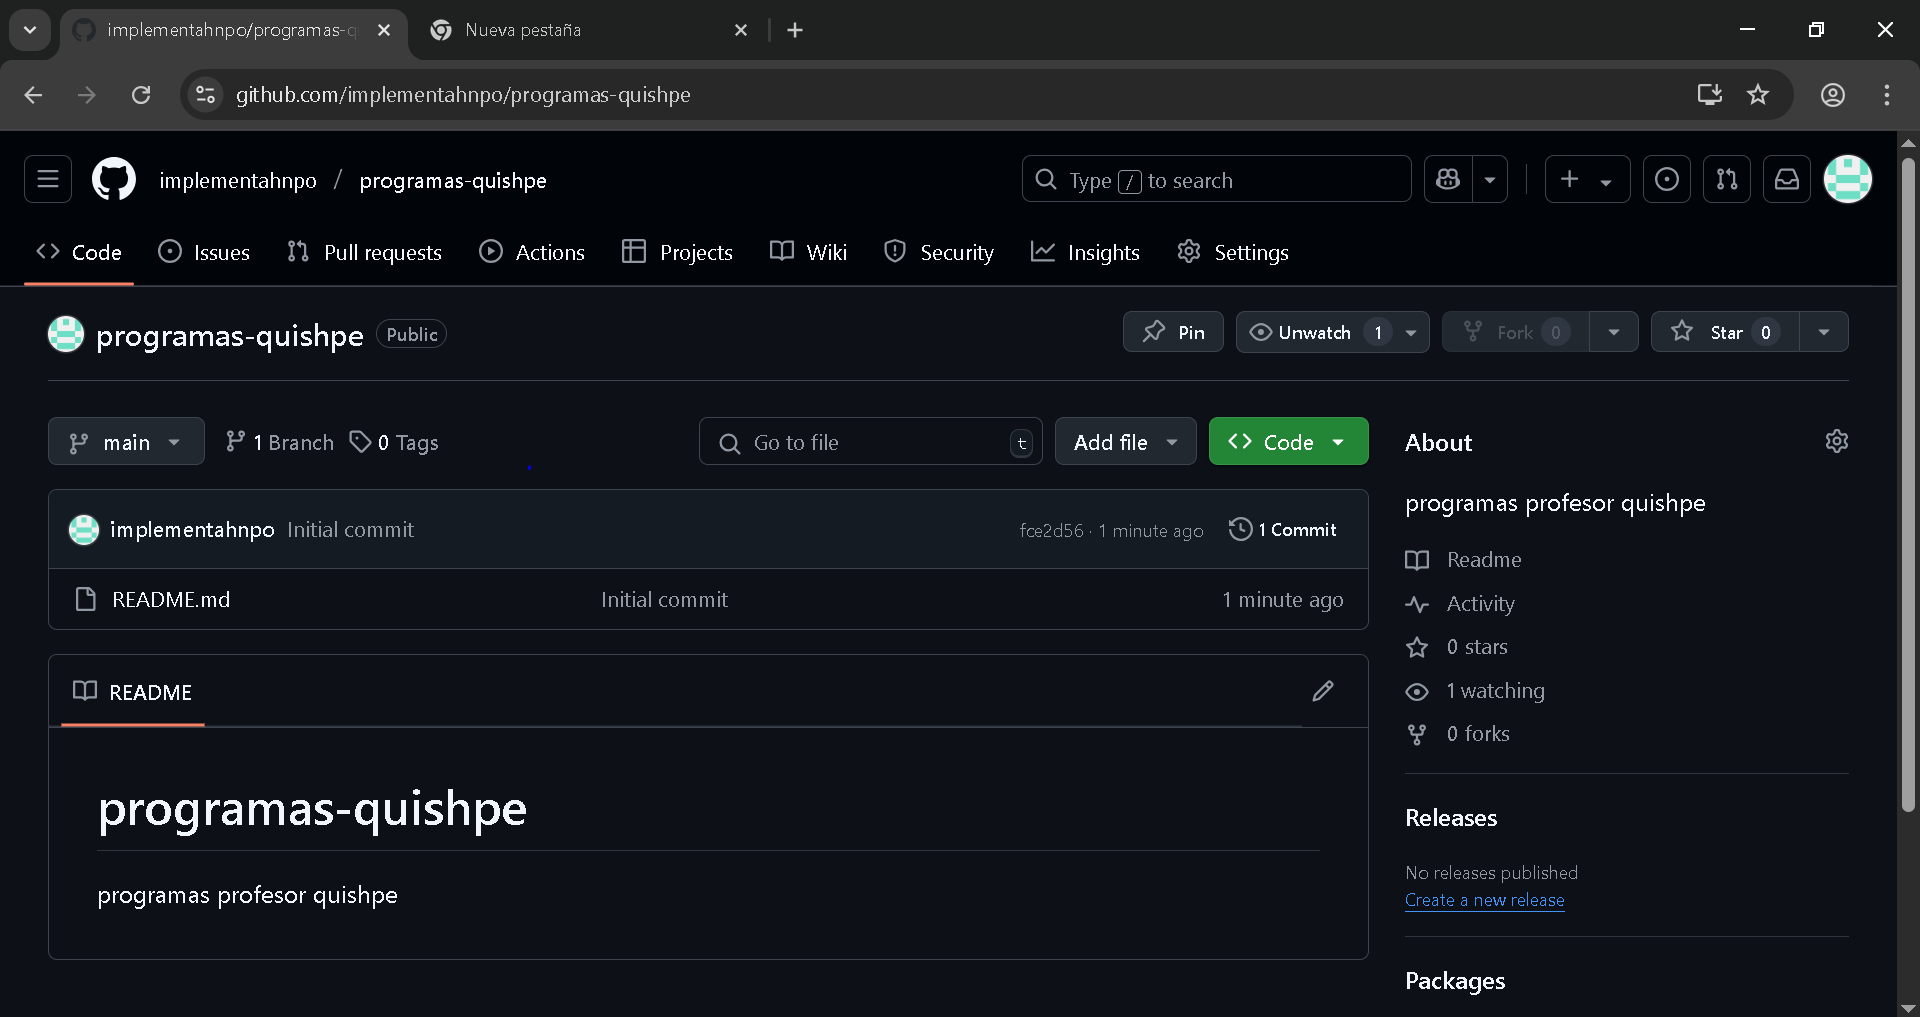 implementahnpo/programas-q
Nueva pestaña
github.com/implementahnpo/programas-quishpe
implementahnpo / programas-quishpe
Type / to search
Code
Issues
Pull requests
Actions
Projects
Wiki
Security
Insights
Settings
programas-quishpe Public
Pin
Unwatch 1
Fork 0
Star 0
main
1 Branch
0 Tags
Go to file t
Add file
Code
implementahnpo Initial commit
fce2d56 · 1 minute ago
1 Commit
README.md
Initial commit
1 minute ago
README
programas-quishpe
programas profesor quishpe
About
programas profesor quishpe
Readme
Activity
0 stars
1 watching
0 forks
Releases
No releases published
Create a new release
Packages